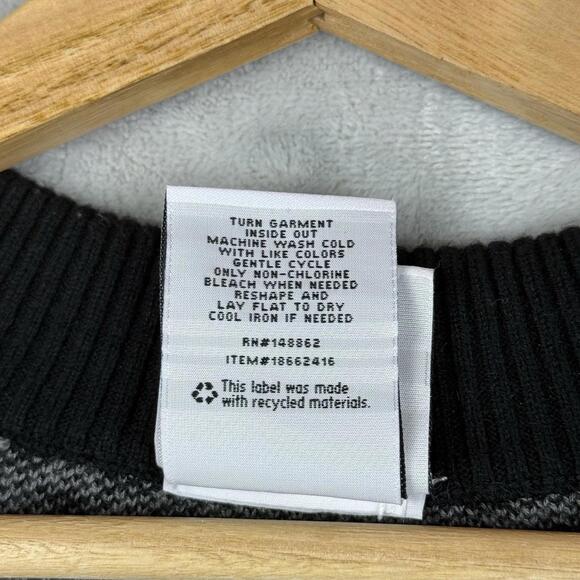 TURN GARMENT
INSIDE OUT
MACHINE WASH COLD
WITH LIKE COLORS
GENTLE CYCLE
ONLY NON-CHLORINE
BLEACH WHEN NEEDED
RESHAPE AND
LAY FLAT TO DRY
COOL IRON IF NEEDED
RN#148862
ITEM#18662416
This label was made
with recycled materials.